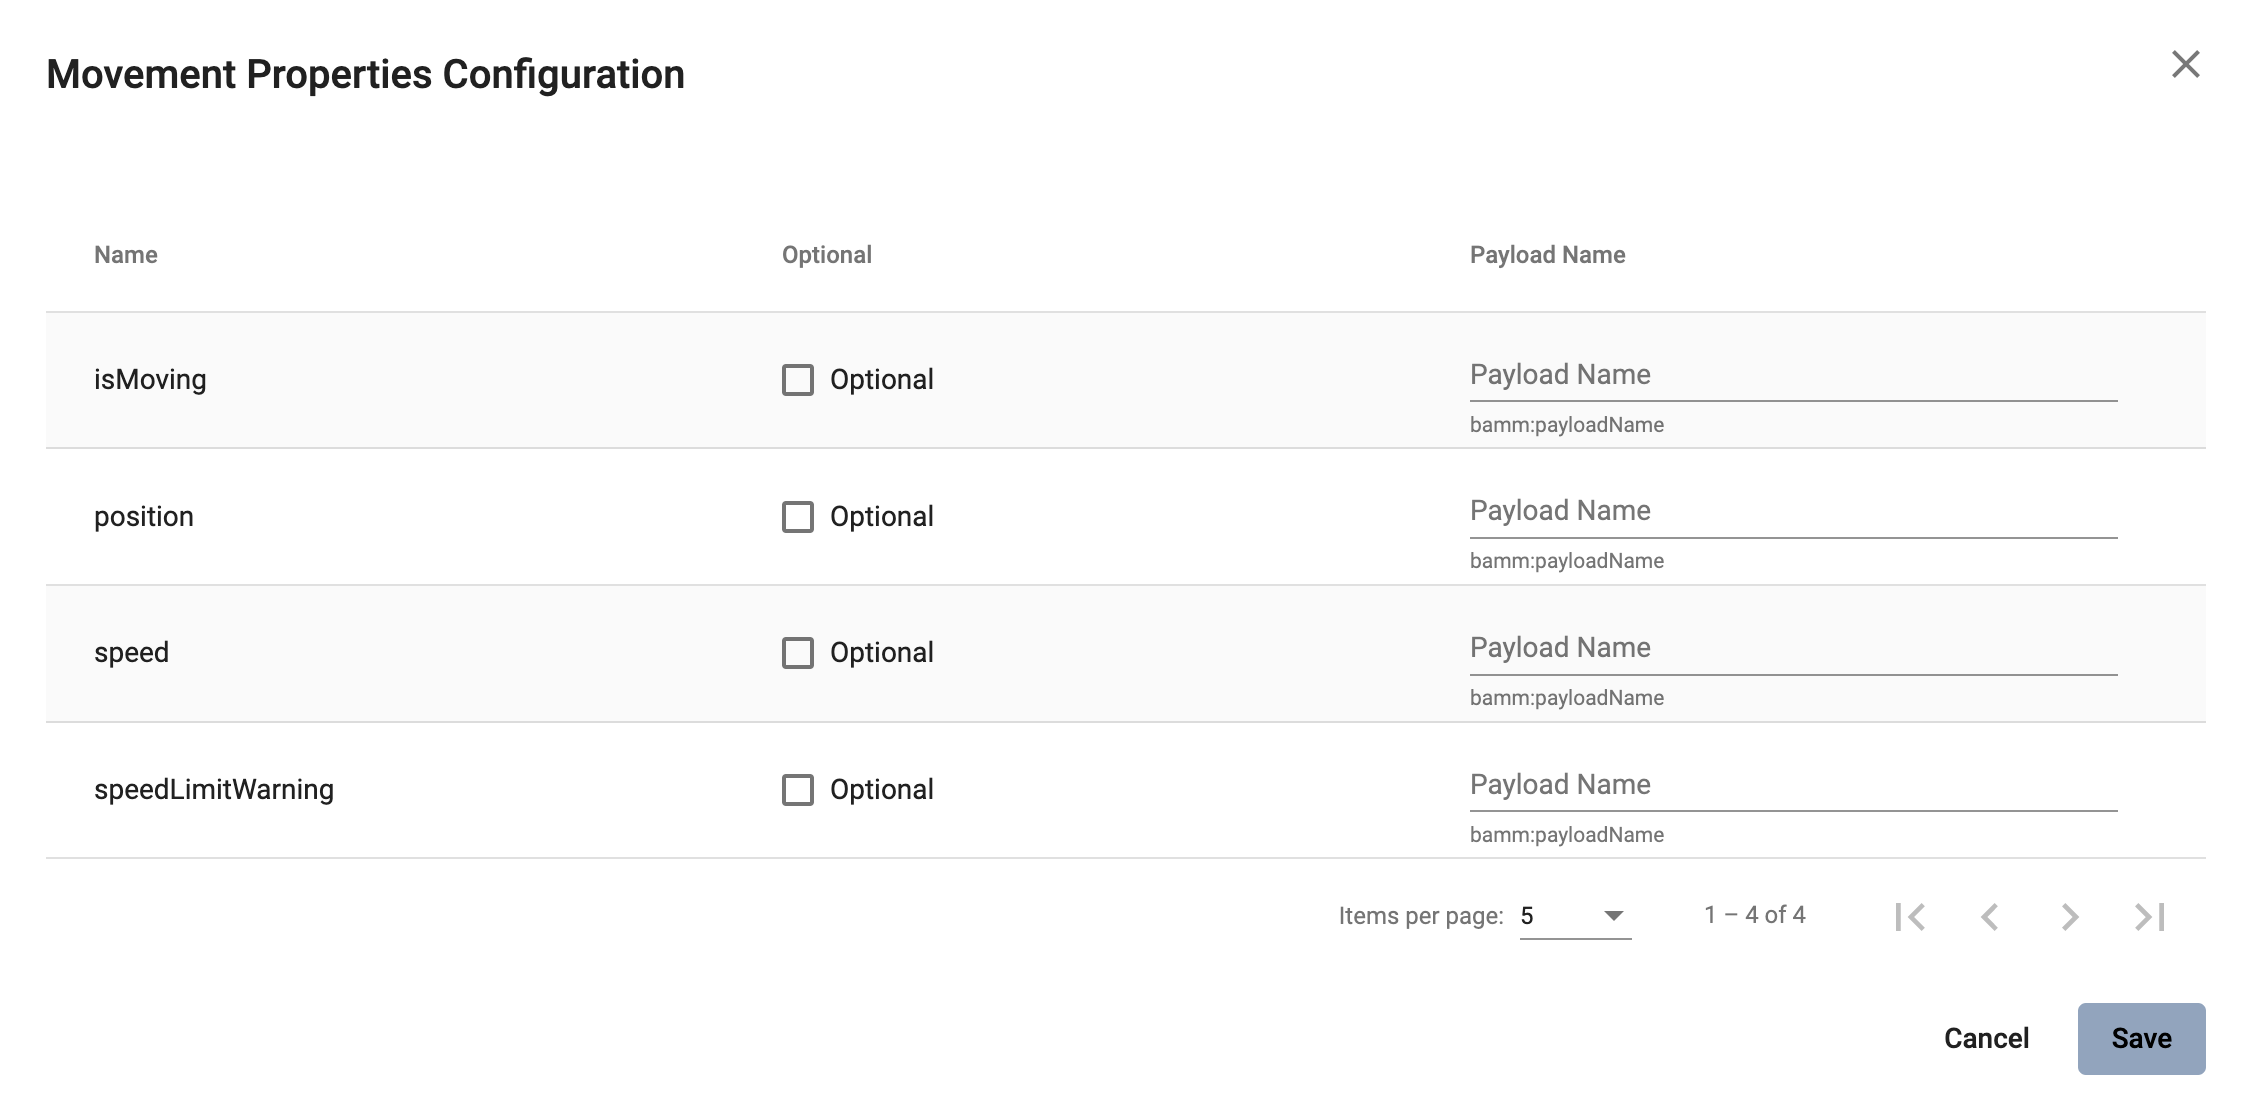 Movement Properties Configuration
Name Optional Payload Name
isMoving Optional Payload Name
bamm:payloadName
position Optional Payload Name
bamm:payloadName
speed Optional Payload Name
bamm:payloadName
speedLimitWarning Optional Payload Name
bamm:payloadName
Items per page: 5 1 – 4 of 4
Cancel Save